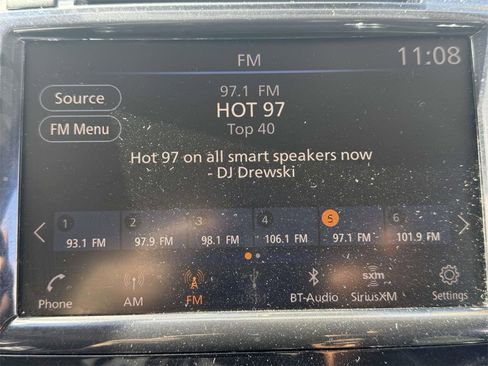 FM
11:08
Source
97.1 FM
HOT 97
FM Menu
Top 40
Hot 97 on all smart speakers now
- DJ Drewski
1 2 3 4 5 6
93.1 FM 97.9 FM 98.1 FM 106.1 FM 97.1 FM 101.9 FM
sxm
Phone AM FM USB BT-Audio SiriusXM Settings